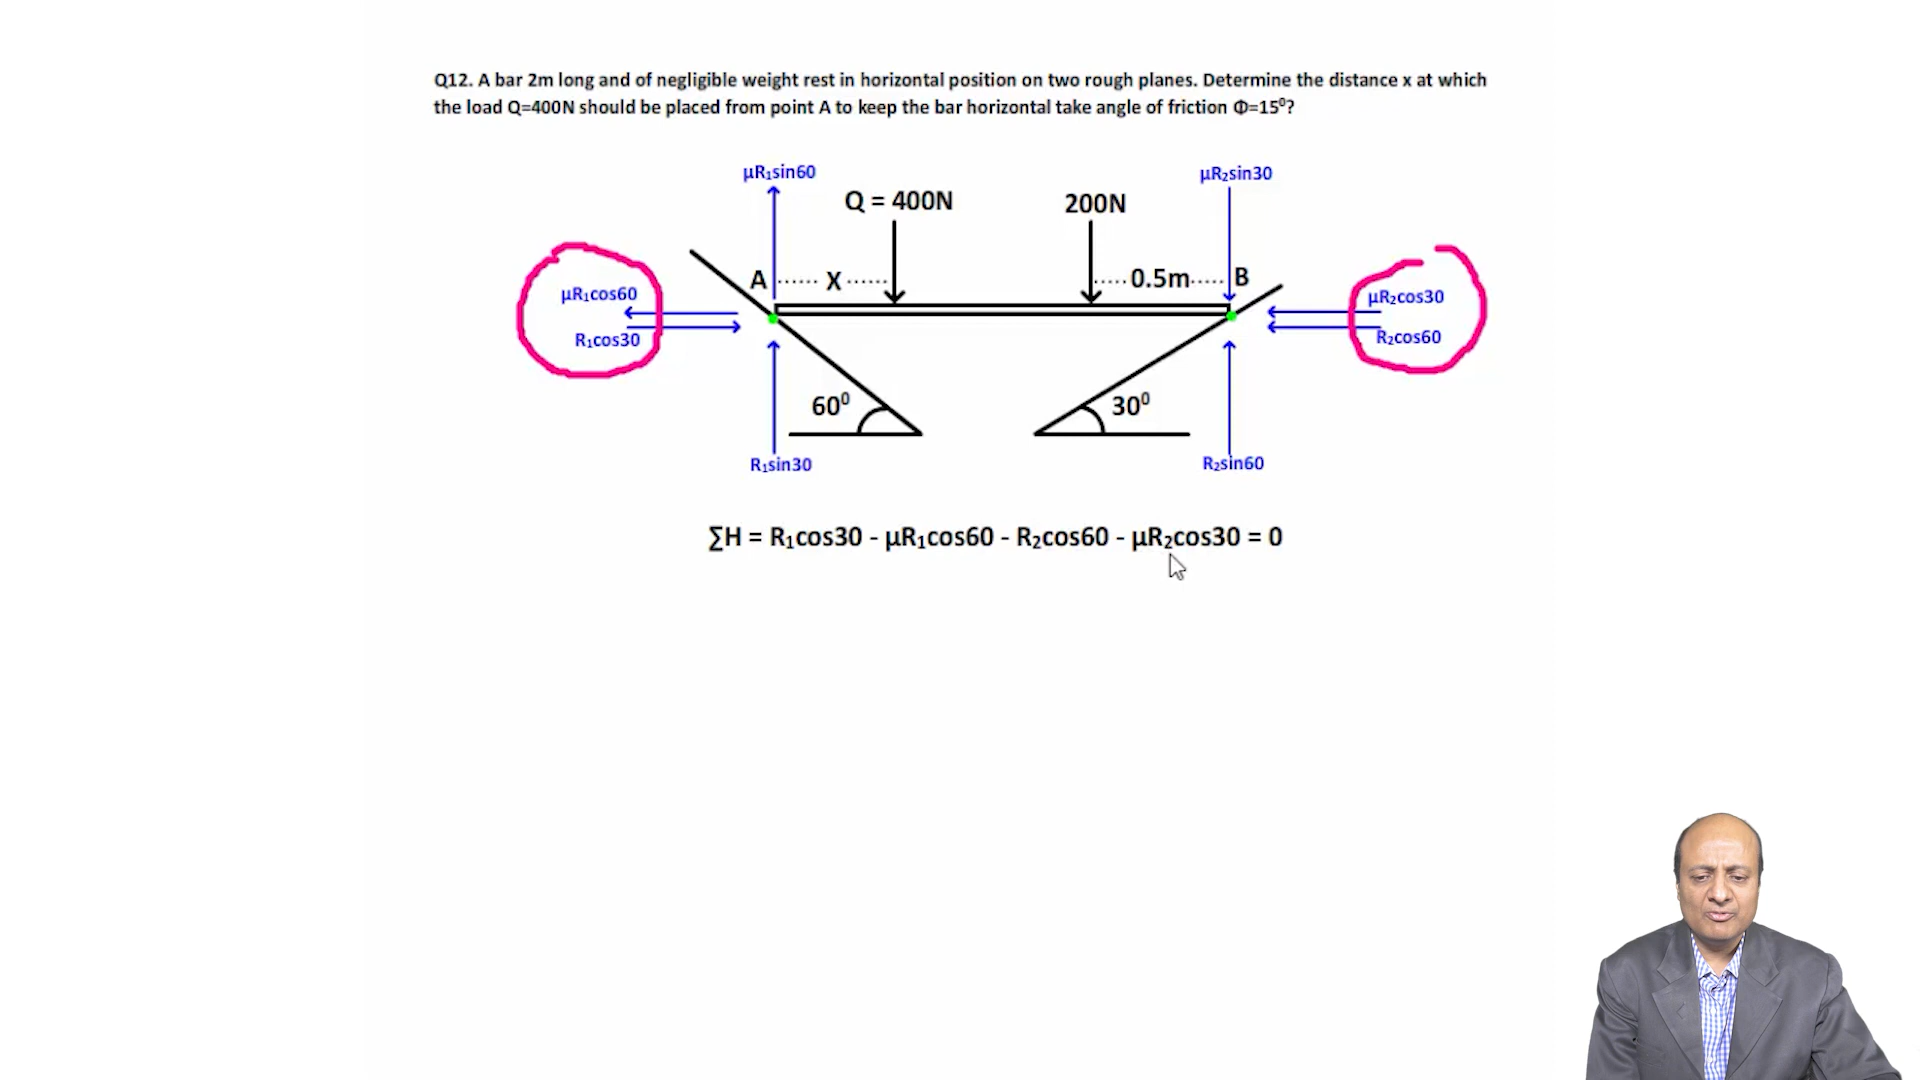 Q12. A bar 2m long and of negligible weight rest in horizontal position on two rough planes. Determine the distance x at which
the load Q=400N should be placed from point A to keep the bar horizontal take angle of friction Φ=15⁰?
μR₁sin60
μR₂sin30
Q = 400N
200N
A
X
0.5m
B
μR₁cos60
μR₂cos30
R₁cos30
R₂cos60
60⁰
30⁰
R₁sin30
R₂sin60
∑H = R₁cos30 - μR₁cos60 - R₂cos60 - μR₂cos30 = 0